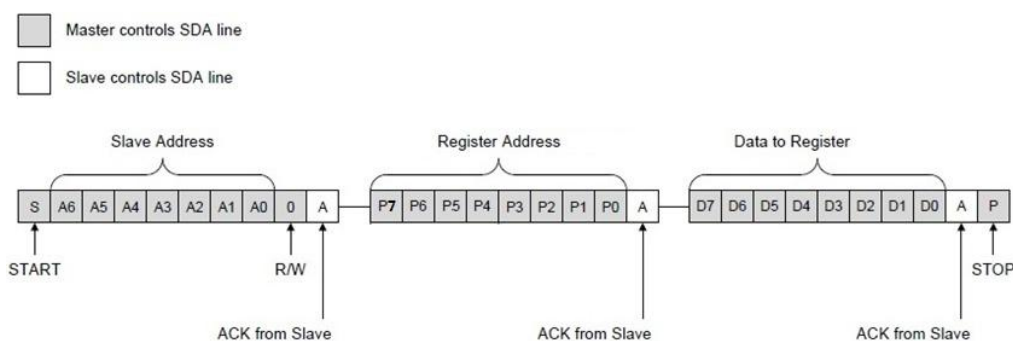 Master controls SDA line
Slave controls SDA line
Slave Address
Register Address
Data to Register
S A6 A5 A4 A3 A2 A1 A0 0 A P7 P6 P5 P4 P3 P2 P1 P0 A D7 D6 D5 D4 D3 D2 D1 D0 A P
START
R/W
STOP
ACK from Slave
ACK from Slave
ACK from Slave